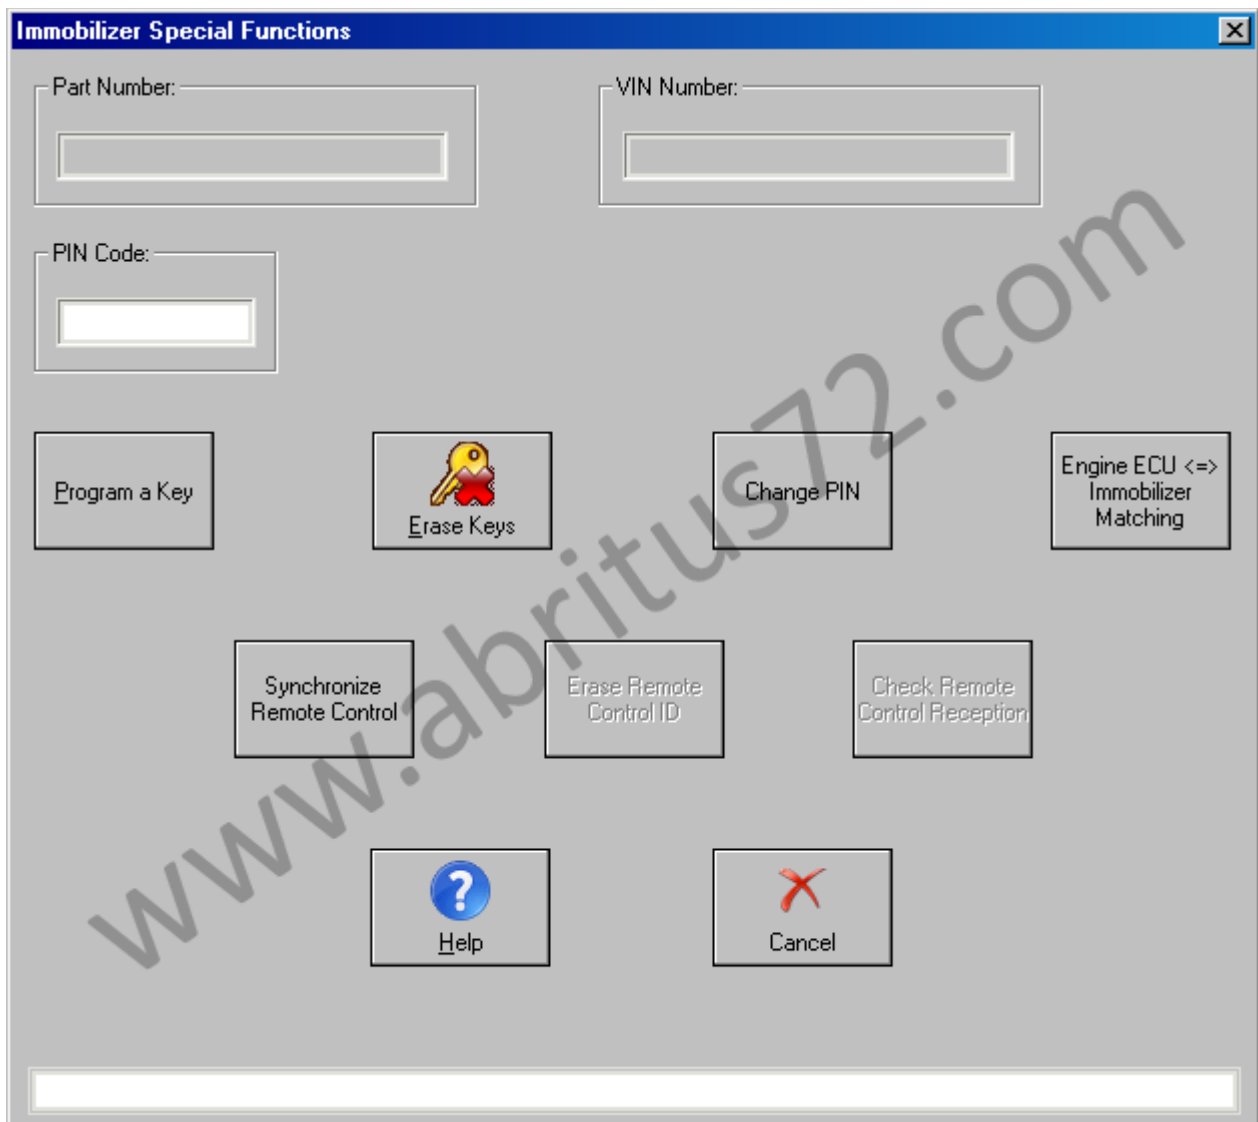 Immobilizer Special Functions
Part Number:
VIN Number:
PIN Code:
Program a Key
Erase Keys
Change PIN
Engine ECU <=>
Immobilizer
Matching
Synchronize
Remote Control
Erase Remote
Control ID
Check Remote
Control Reception
Help
Cancel
www.abritus72.com